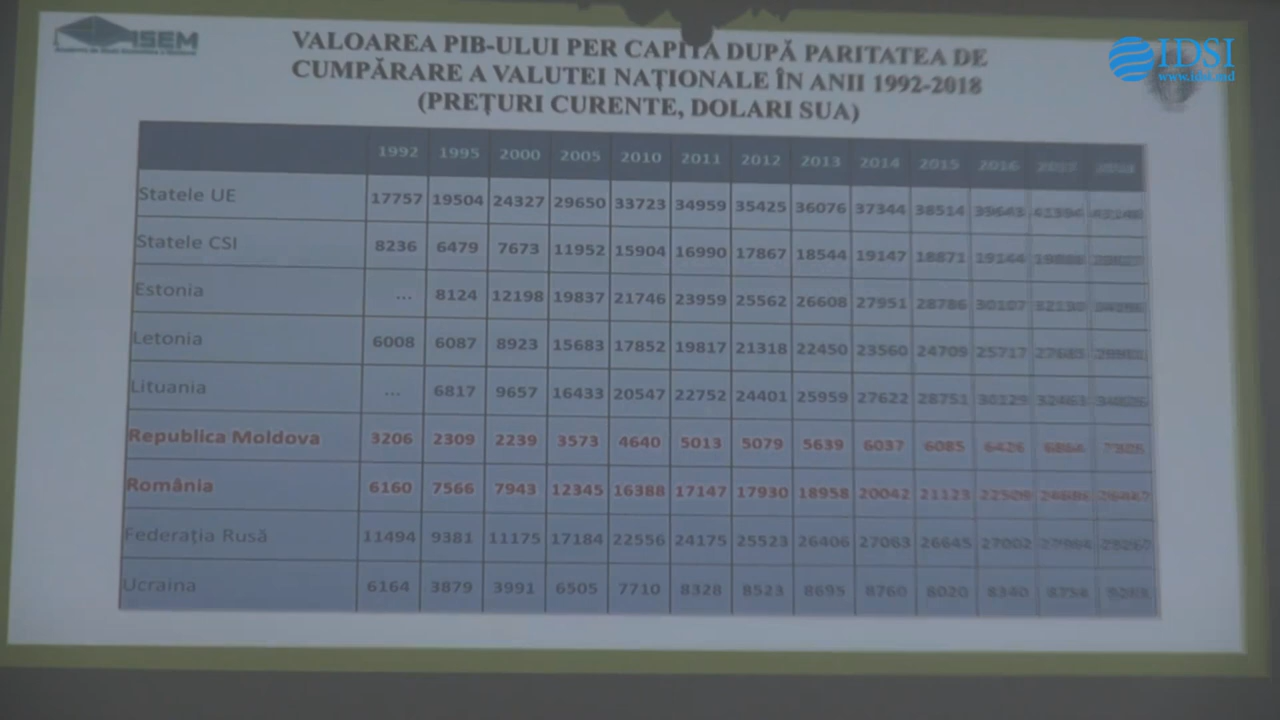 ASEM
IDSI
www.idsi.md
VALOAREA PIB-ULUI PER CAPITA DUPĂ PARITATEA DE
CUMPĂRARE A VALUTEI NAȚIONALE ÎN ANII 1992-2018
(PREȚURI CURENTE, DOLARI SUA)
1992 1995 2000 2005 2010 2011 2012 2013 2014 2015 2016 2017 2018
Statele UE 17757 19504 24327 29650 33723 34959 35425 36076 37344 38514 39643
Statele CSI 8236 6479 7673 11952 15904 16990 17867 18544 19147 18871 19144
Estonia ... 8124 12198 19837 21746 23959 25562 26608 27951 28786 30107
Letonia 6008 6087 8923 15683 17852 19817 21318 22450 23560 24709 25717
Lituania ... 6817 9657 16433 20547 22752 24401 25959 27622 28751 30129
Republica Moldova 3206 2309 2239 3573 4640 5013 5079 5639 6037 6085 6426
România 6160 7566 7943 12345 16388 17147 17930 18958 20042 21123
Federația Rusă 11494 9381 11175 17184 22556 24175 25523 26406 27063 26645 27002
Ucraina 6164 3879 3991 6505 7710 8328 8523 8695 8760 8020 8340